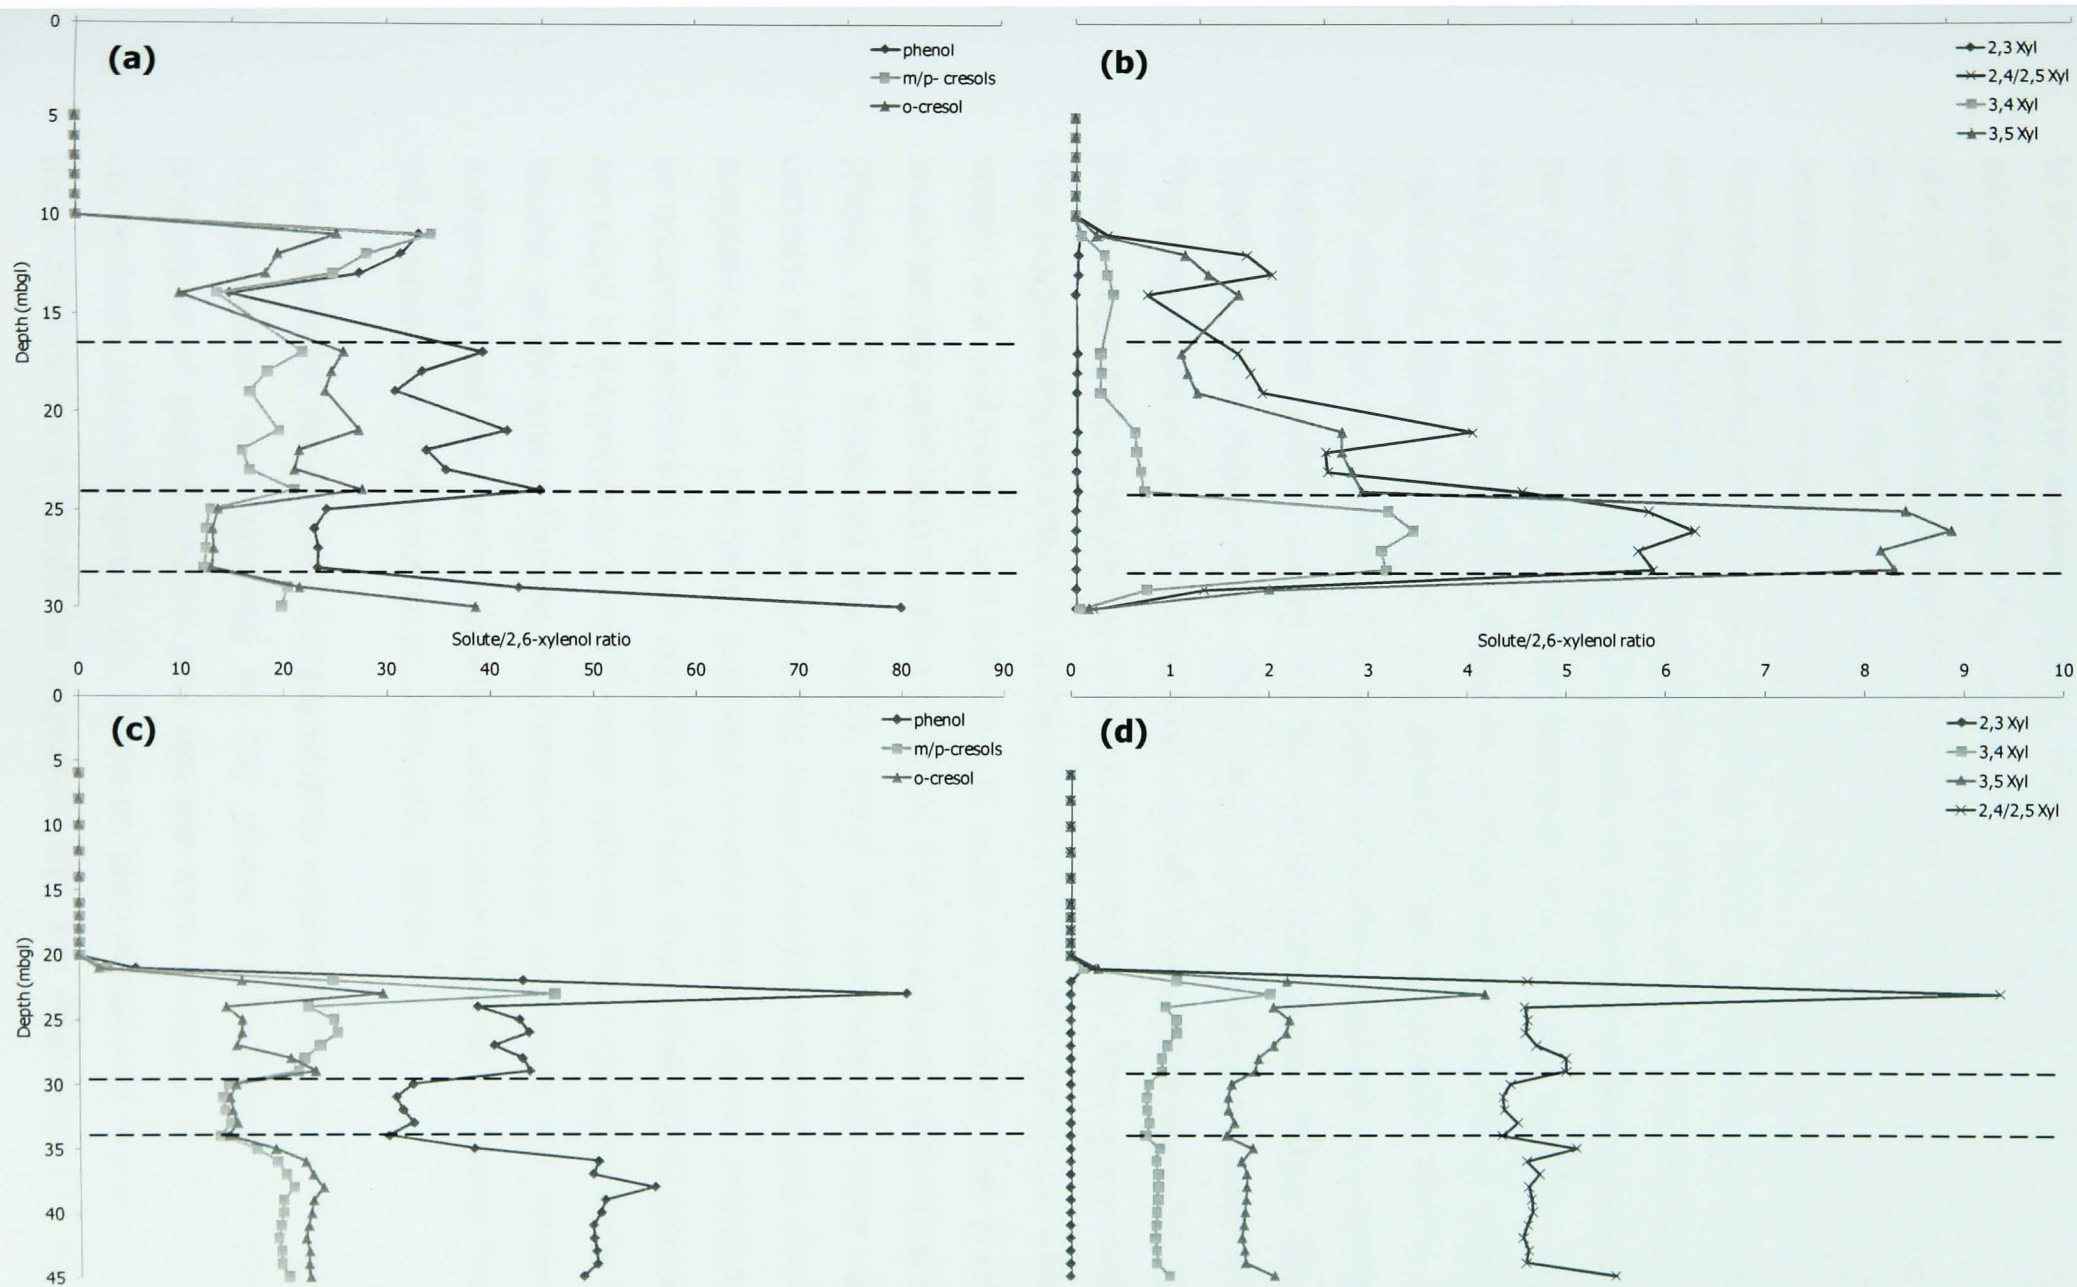 0
(a)
phenol
m/p- cresols
o-cresol
5
10
15
20
25
30
Depth (mbgl)
Solute/2,6-xylenol ratio
(b)
2,3 Xyl
2,4/2,5 Xyl
3,4 Xyl
3,5 Xyl
Solute/2,6-xylenol ratio
0 10 20 30 40 50 60 70 80 90
0
(c)
phenol
m/p-cresols
o-cresol
5
10
15
20
25
30
35
40
45
Depth (mbgl)
0 1 2 3 4 5 6 7 8 9 10
(d)
2,3 Xyl
3,4 Xyl
3,5 Xyl
2,4/2,5 Xyl